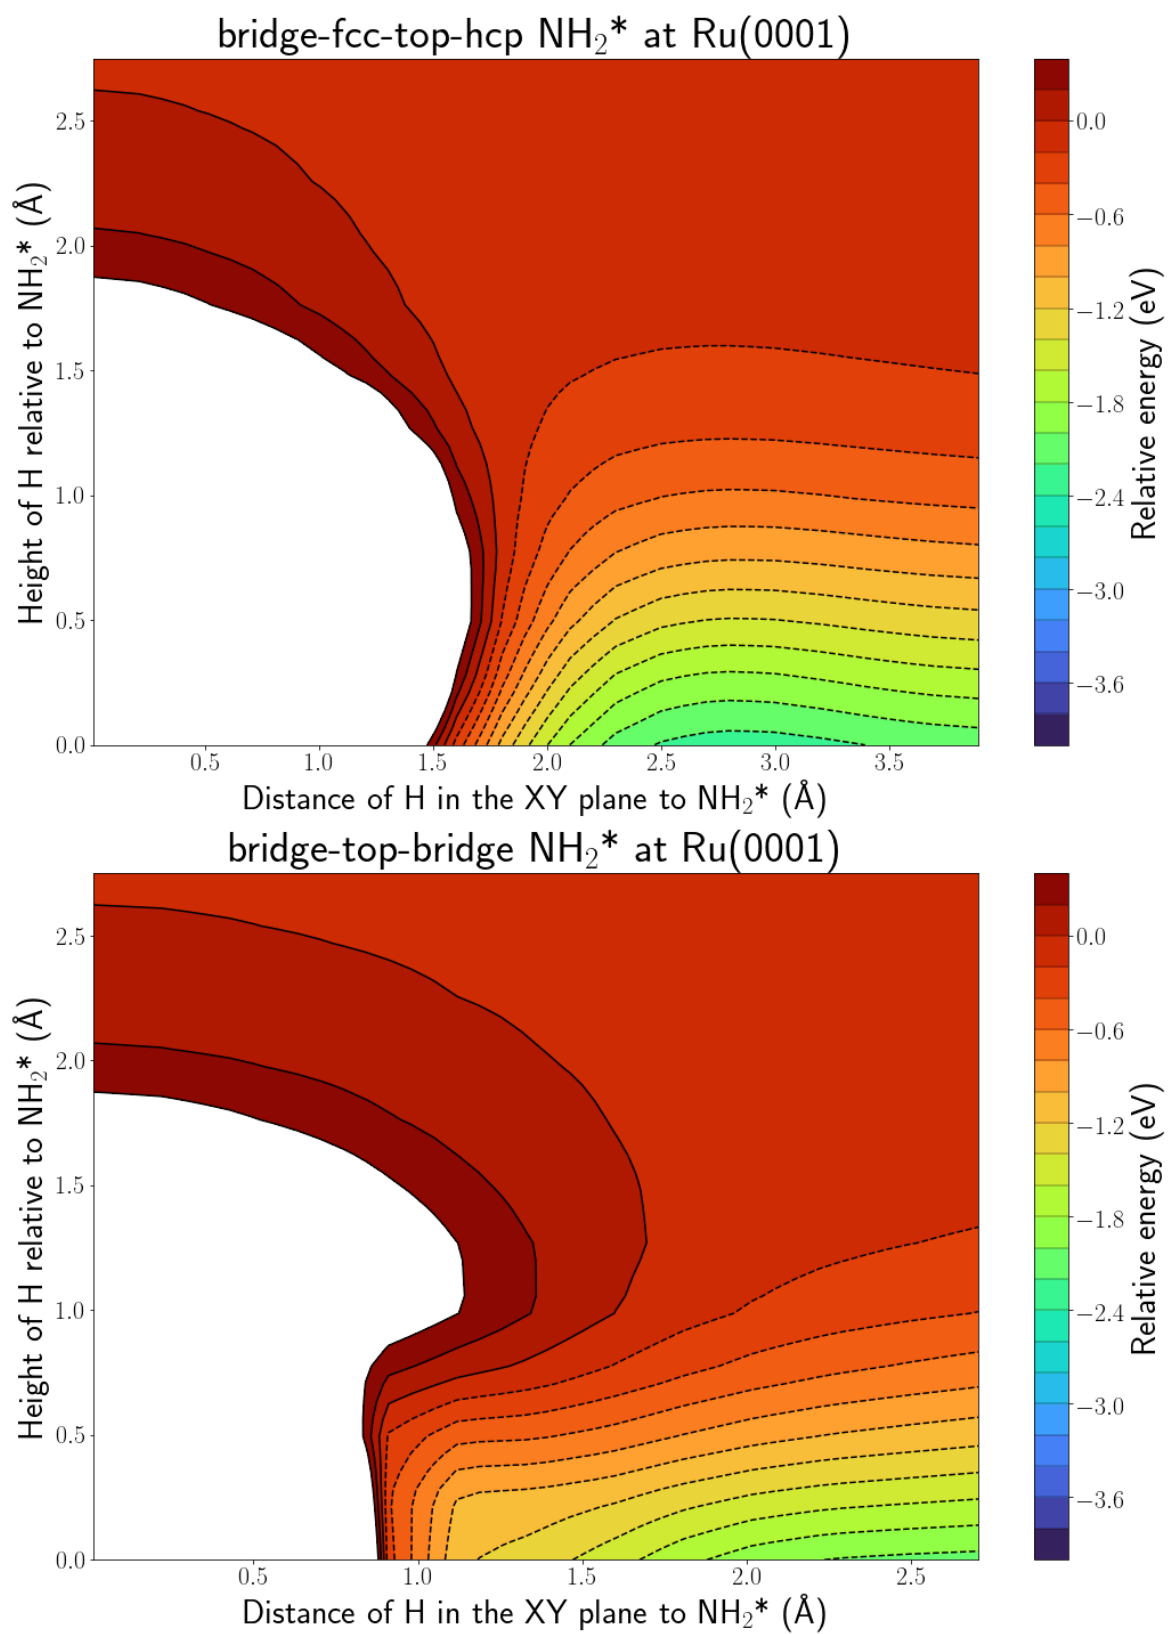 bridge-fcc-top-hcp NH₂* at Ru(0001)
Height of H relative to NH₂* (Å)
2.5
2.0
1.5
1.0
0.5
0.0
0.5 1.0 1.5 2.0 2.5 3.0 3.5
Distance of H in the XY plane to NH₂* (Å)
0.0
−0.6
−1.2
−1.8
−2.4
−3.0
−3.6
Relative energy (eV)
bridge-top-bridge NH₂* at Ru(0001)
Height of H relative to NH₂* (Å)
2.5
2.0
1.5
1.0
0.5
0.0
0.5 1.0 1.5 2.0 2.5
Distance of H in the XY plane to NH₂* (Å)
0.0
−0.6
−1.2
−1.8
−2.4
−3.0
−3.6
Relative energy (eV)